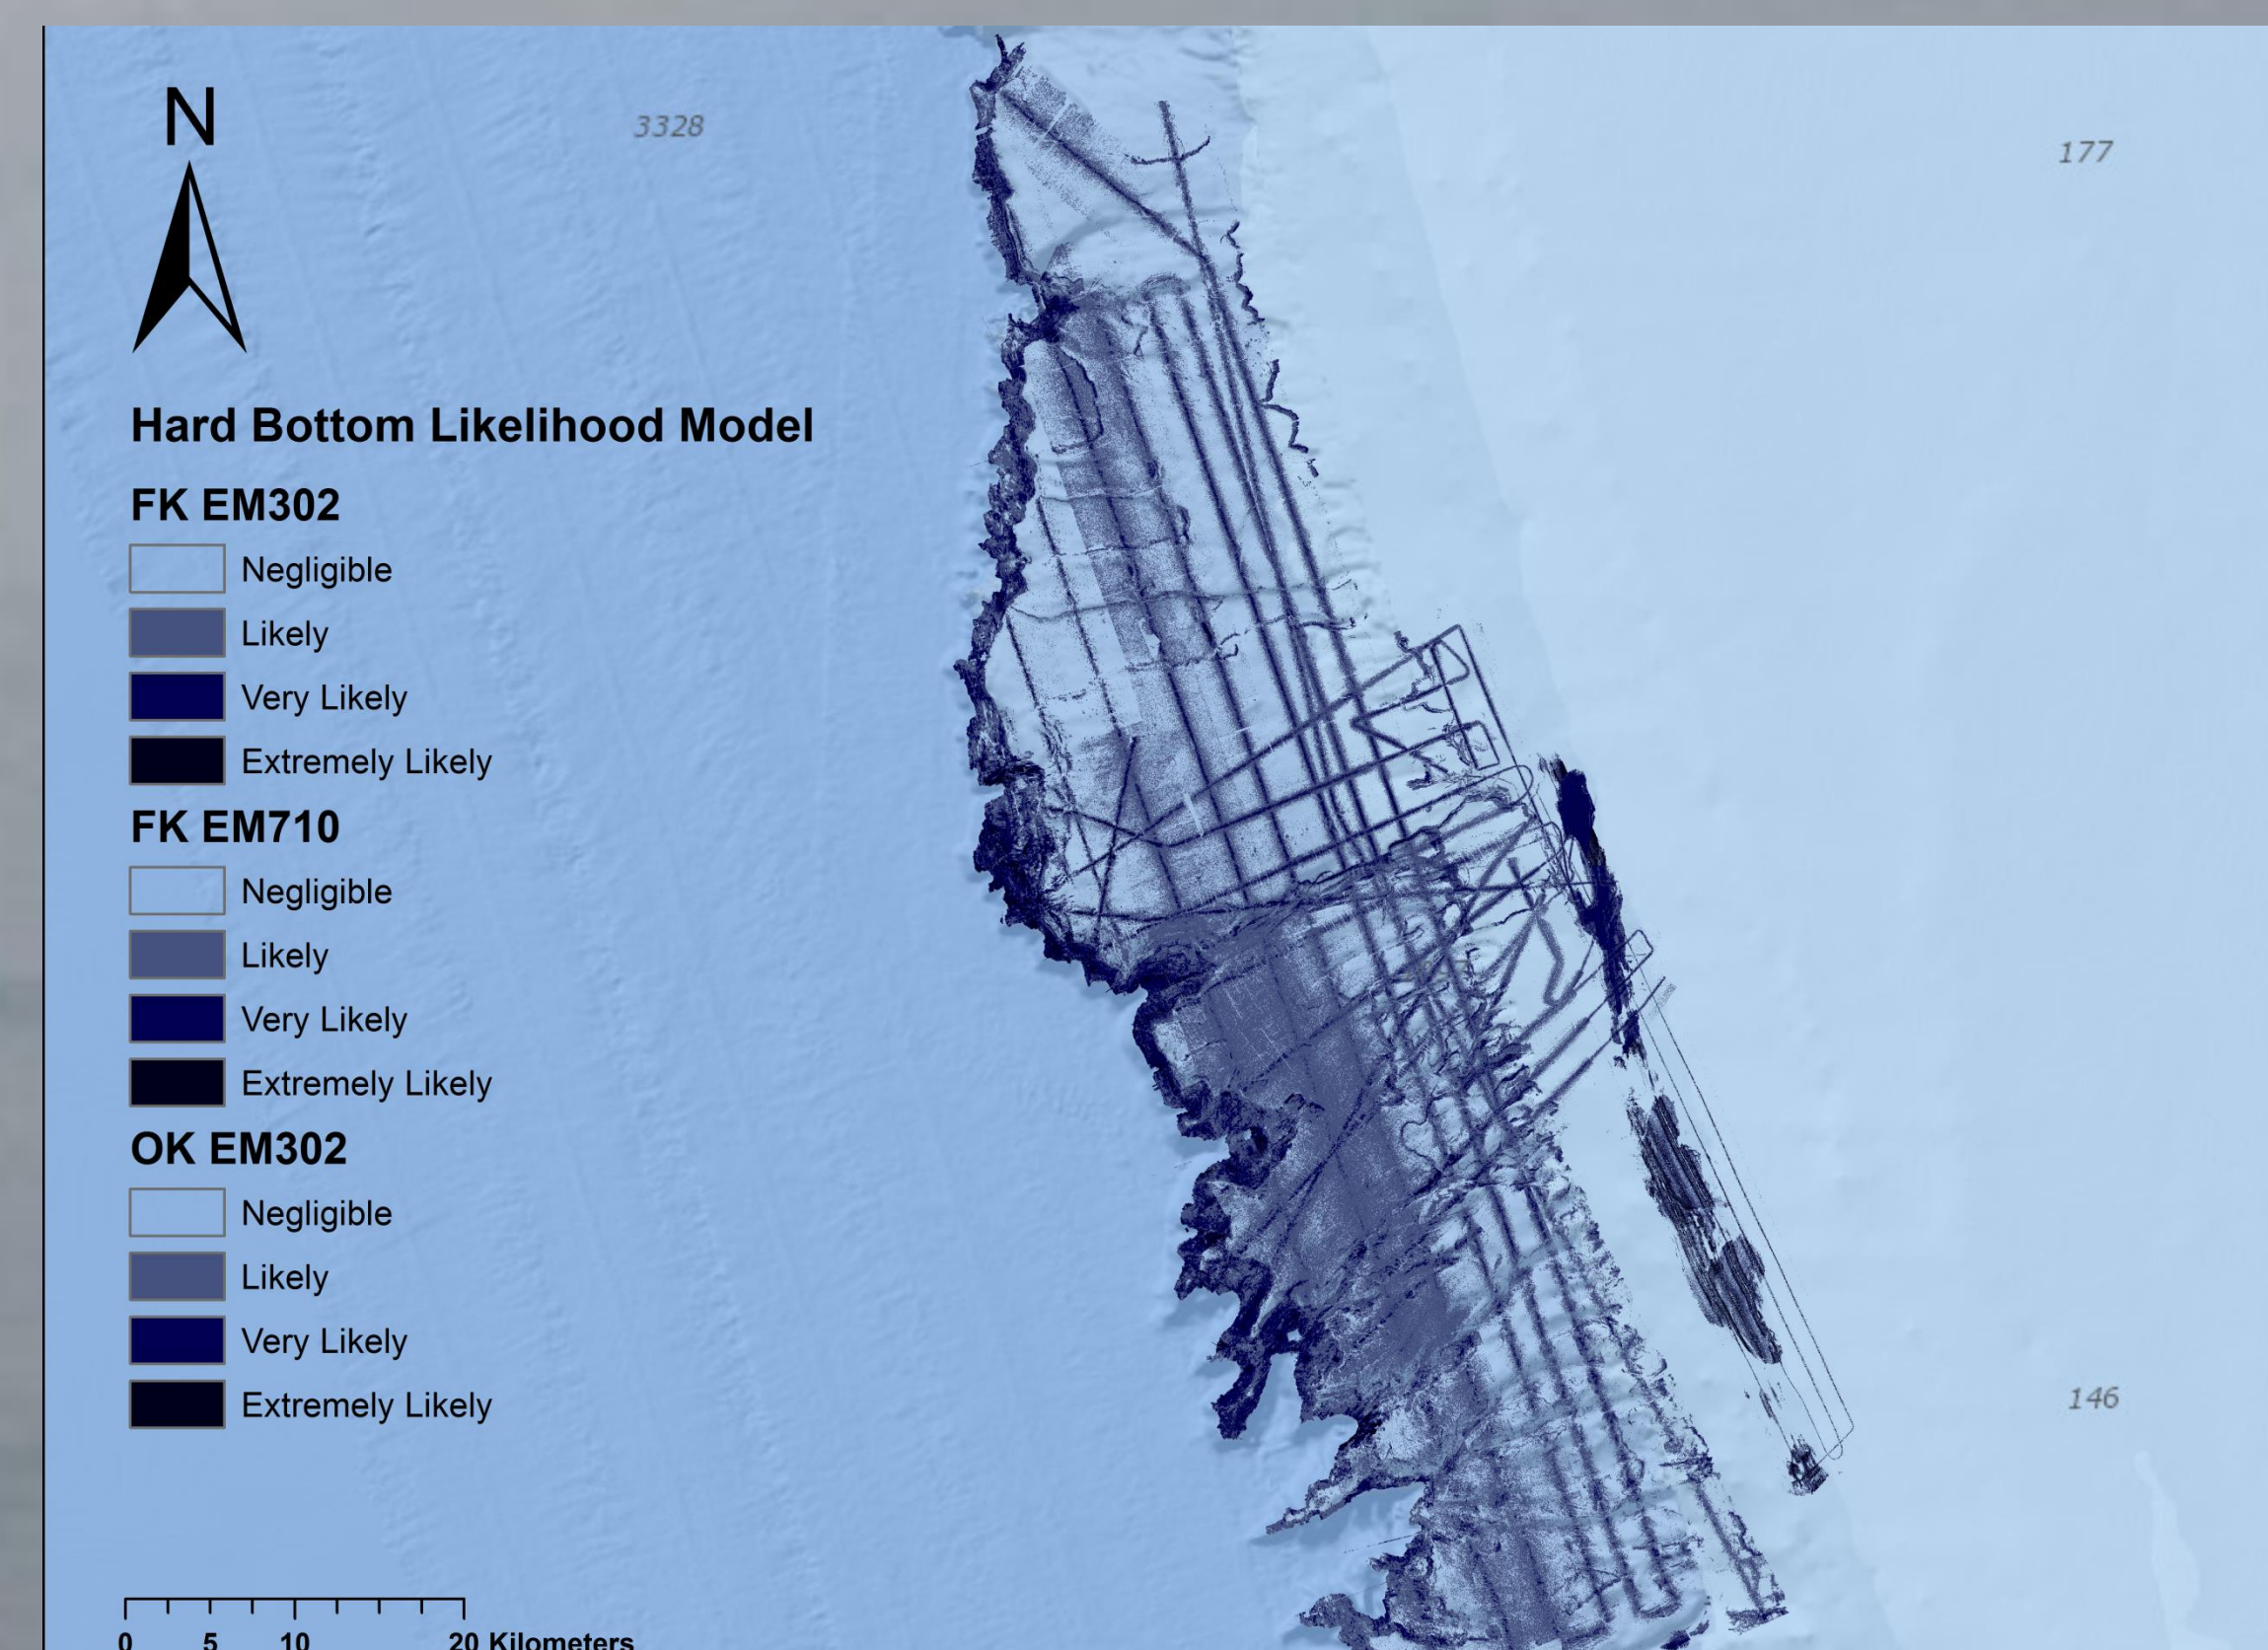 N
3328
177
Hard Bottom Likelihood Model
FK EM302
Negligible
Likely
Very Likely
Extremely Likely
FK EM710
Negligible
Likely
Very Likely
Extremely Likely
OK EM302
Negligible
Likely
Very Likely
Extremely Likely
146
0 5 10 20 Kilometers